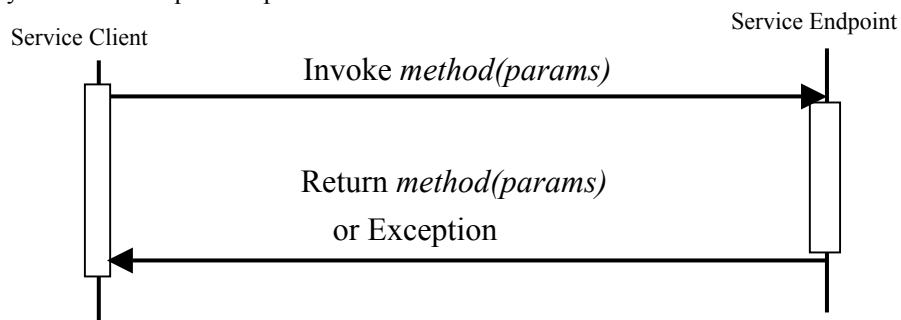 Service Client
Service Endpoint
Invoke method(params)
Return method(params)
or Exception